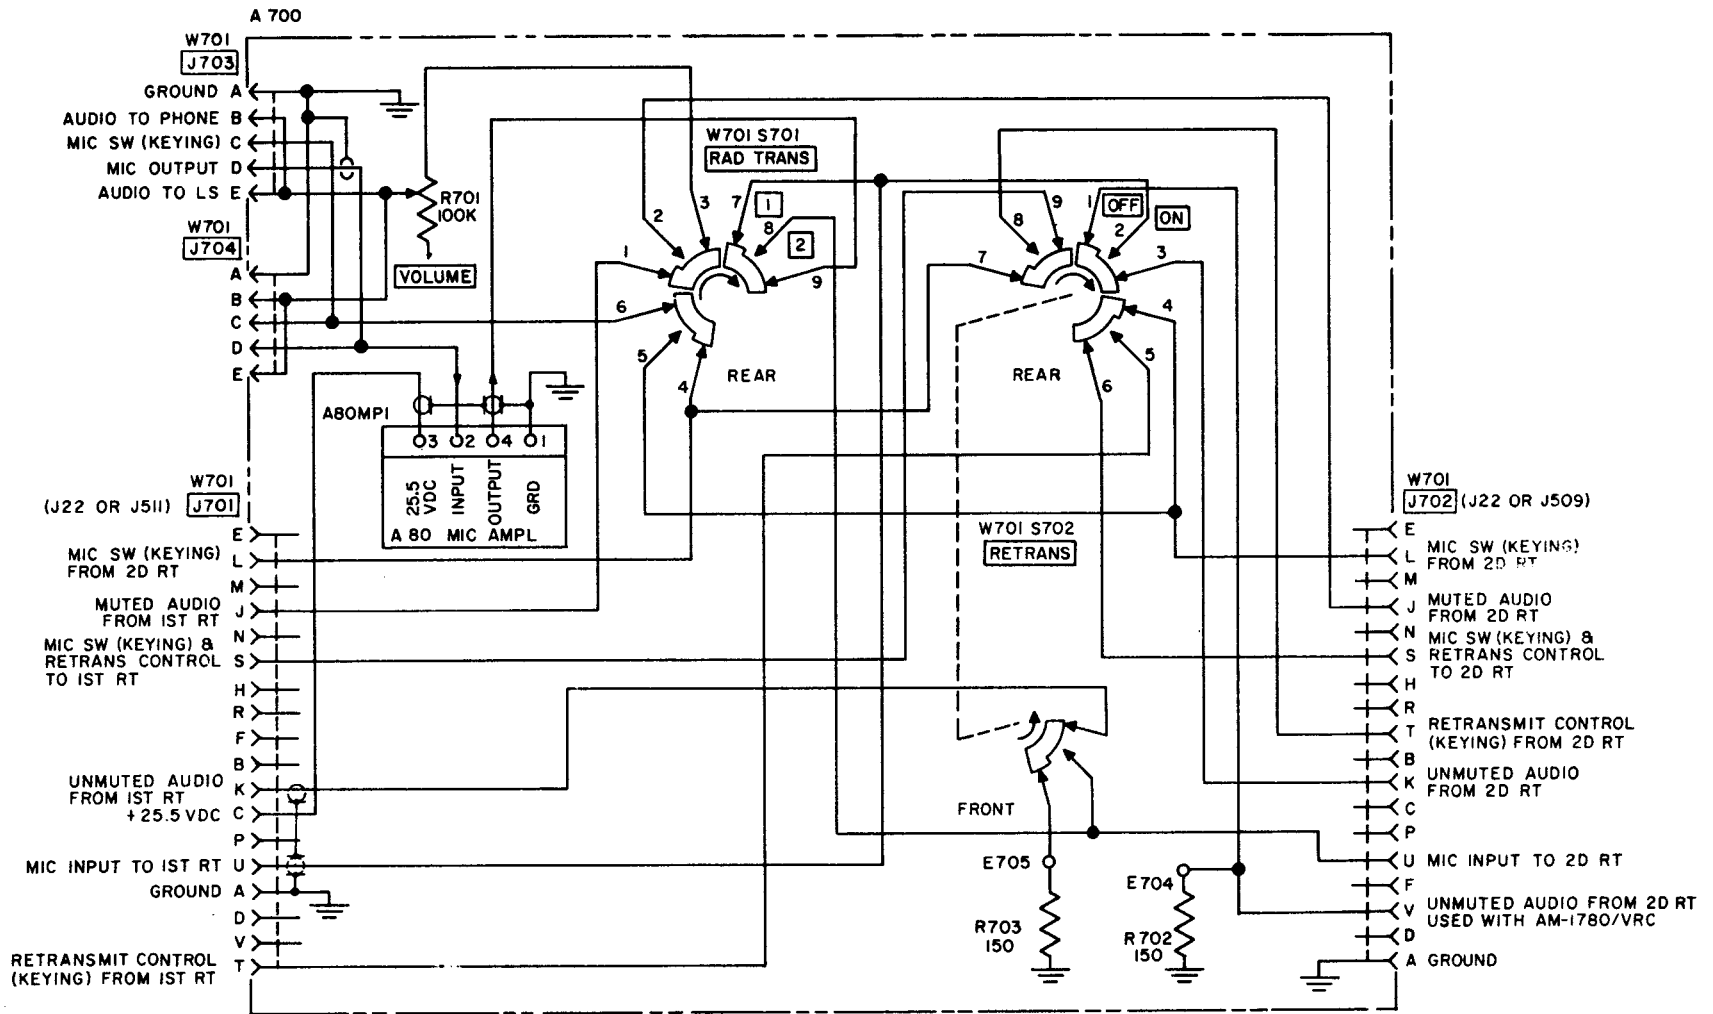 A 700
W701
J703
GROUND A
AUDIO TO PHONE B
MIC SW (KEYING) C
MIC OUTPUT D
AUDIO TO LS E
R701
100K
VOLUME
W701
J704
A
B
C
D
E
W701 S701
RAD TRANS
1
2
3
7
1
8
2
9
6
5
4
REAR
7
8
9
1
OFF
2
ON
3
4
5
6
REAR
A80MP1
3
2
4
1
25.5
VDC
INPUT
OUTPUT
GRD
A 80 MIC AMPL
W701
(J22 OR J511) J701
E
MIC SW (KEYING) L
FROM 2D RT
M
MUTED AUDIO J
FROM IST RT
N
MIC SW (KEYING) &
RETRANS CONTROL S
TO IST RT
H
R
F
B
UNMUTED AUDIO K
FROM IST RT
+25.5 VDC C
P
MIC INPUT TO IST RT U
GROUND A
D
V
RETRANSMIT CONTROL T
(KEYING) FROM IST RT
W701 S702
RETRANS
FRONT
E705
R703
150
E704
R702
150
W701
J702 (J22 OR J509)
E
L MIC SW (KEYING)
FROM 2D RT
M
J MUTED AUDIO
FROM 2D RT
N
MIC SW (KEYING) &
S RETRANS CONTROL
TO 2D RT
H
R
T RETRANSMIT CONTROL
(KEYING) FROM 2D RT
B
K UNMUTED AUDIO
FROM 2D RT
C
P
U MIC INPUT TO 2D RT
F
V UNMUTED AUDIO FROM 2D RT
USED WITH AM-1780/VRC
D
A GROUND